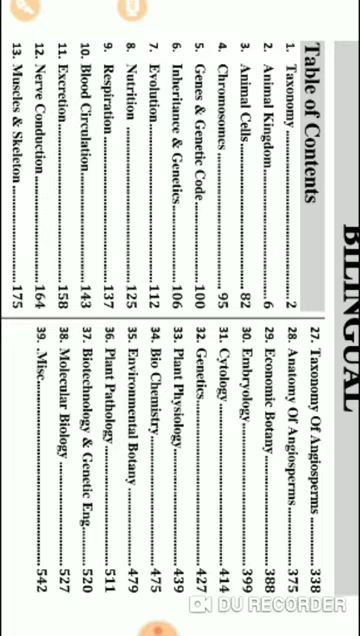 BILINGUAL
Table of Contents
1. Taxonomy 2
2. Animal Kingdom 6
3. Animal Cells 82
4. Chromosomes 95
5. Genes & Genetic Code 100
6. Inheritance & Genetics 106
7. Evolution 112
8. Nutrition 125
9. Respiration 137
10. Blood Circulation 143
11. Excretion 158
12. Nerve Conduction 164
13. Muscles & Skeleton 175
27. Taxonomy Of Angiosperms 338
28. Anatomy Of Angiosperms 375
29. Economic Botany 388
30. Embryology 399
31. Cytology 414
32. Genetics 427
33. Plant Physiology 439
34. Bio Chemistry 475
35. Environmental Botany 479
36. Plant Pathology 511
37. Biotechnology & Genetic Eng. 520
38. Molecular Biology 527
39. .Misc. 542
DU RECORDER